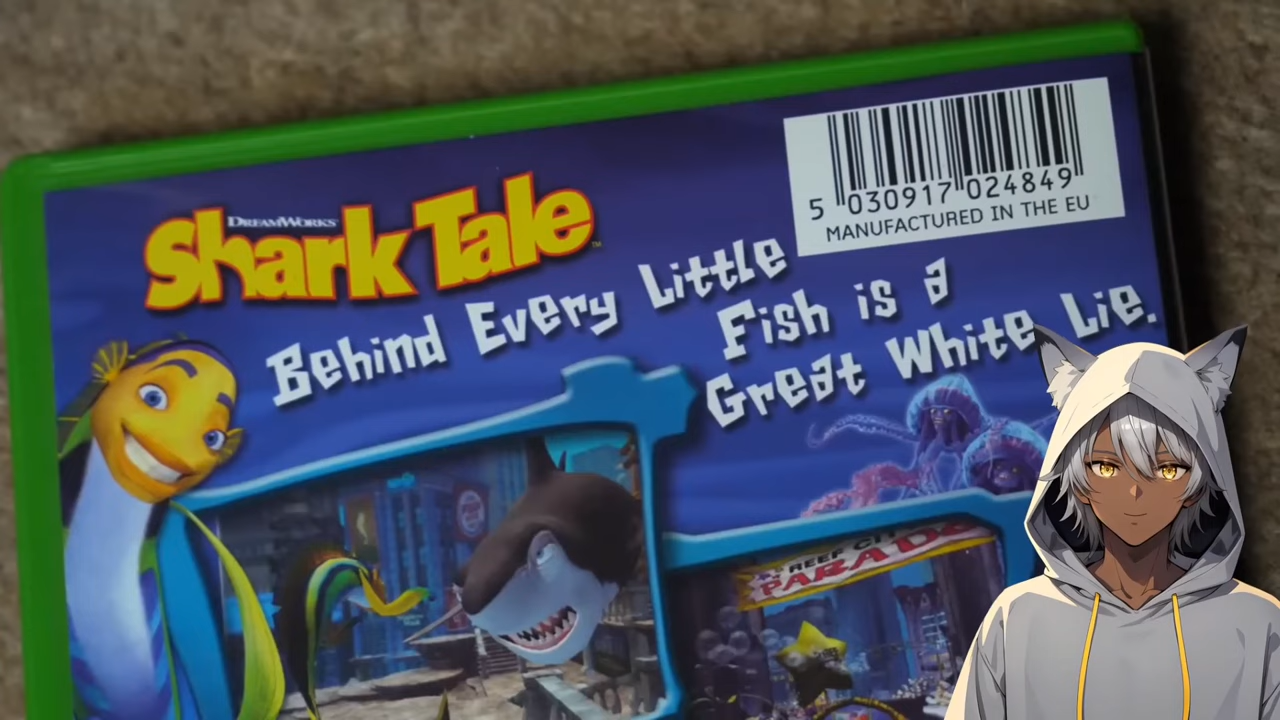 DREAMWORKS
Shark Tale™
Behind Every Little
Fish is a
Great White Lie.
5 030917 024849
MANUFACTURED IN THE EU
REEF CITY
PARADE